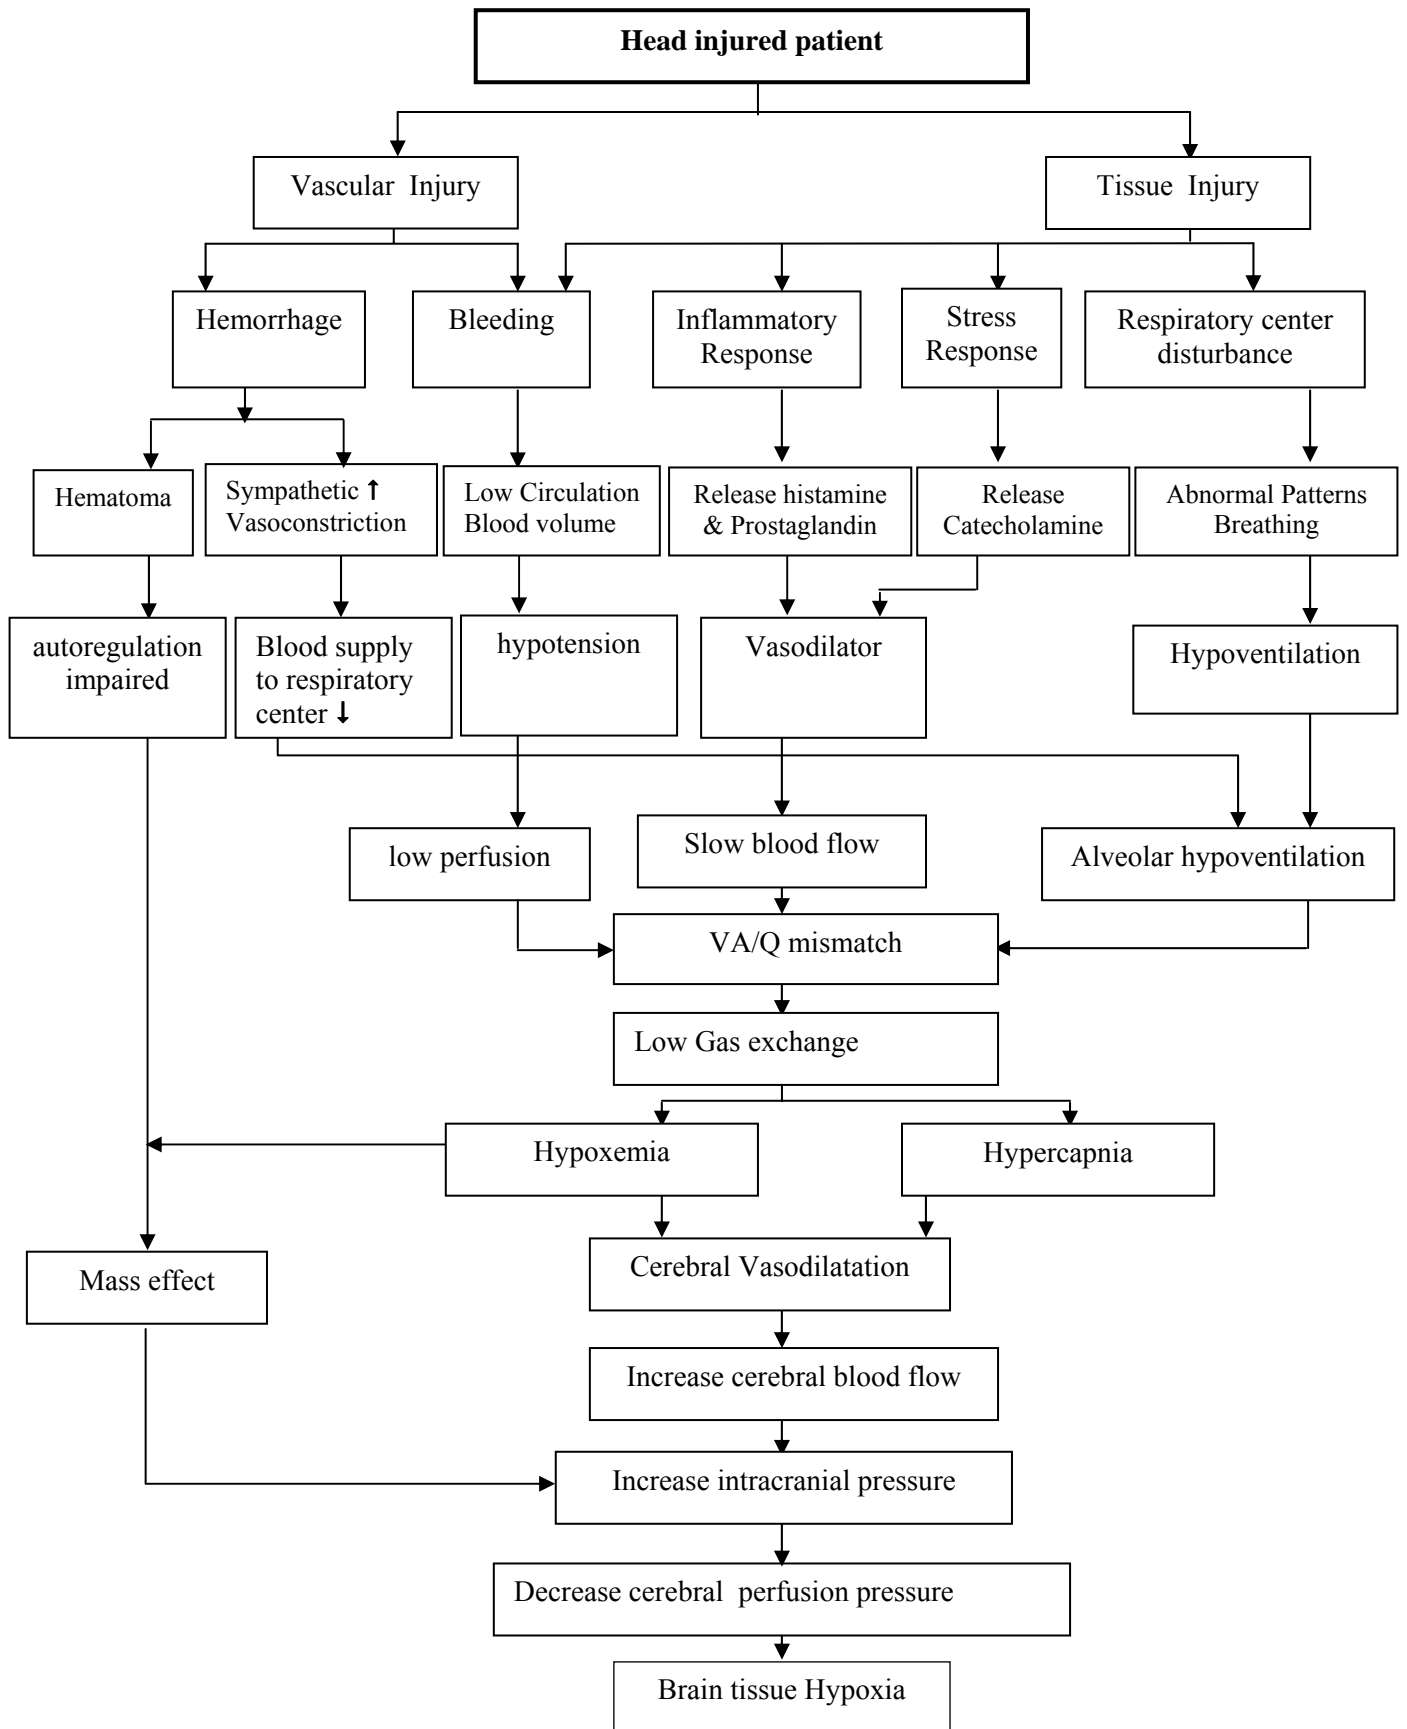 Head injured patient
Vascular  Injury
Tissue  Injury
Hemorrhage
Bleeding
Inflammatory
Response
Stress
Response
Respiratory center
disturbance
Hematoma
Sympathetic ↑
Vasoconstriction
Low Circulation
Blood volume
Release histamine
& Prostaglandin
Release
Catecholamine
Abnormal Patterns
Breathing
autoregulation
impaired
Blood supply
to respiratory
center ↓
hypotension
Vasodilator
Hypoventilation
low perfusion
Slow blood flow
Alveolar hypoventilation
VA/Q mismatch
Low Gas exchange
Hypoxemia
Hypercapnia
Mass effect
Cerebral Vasodilatation
Increase cerebral blood flow
Increase intracranial pressure
Decrease cerebral  perfusion pressure
Brain tissue Hypoxia